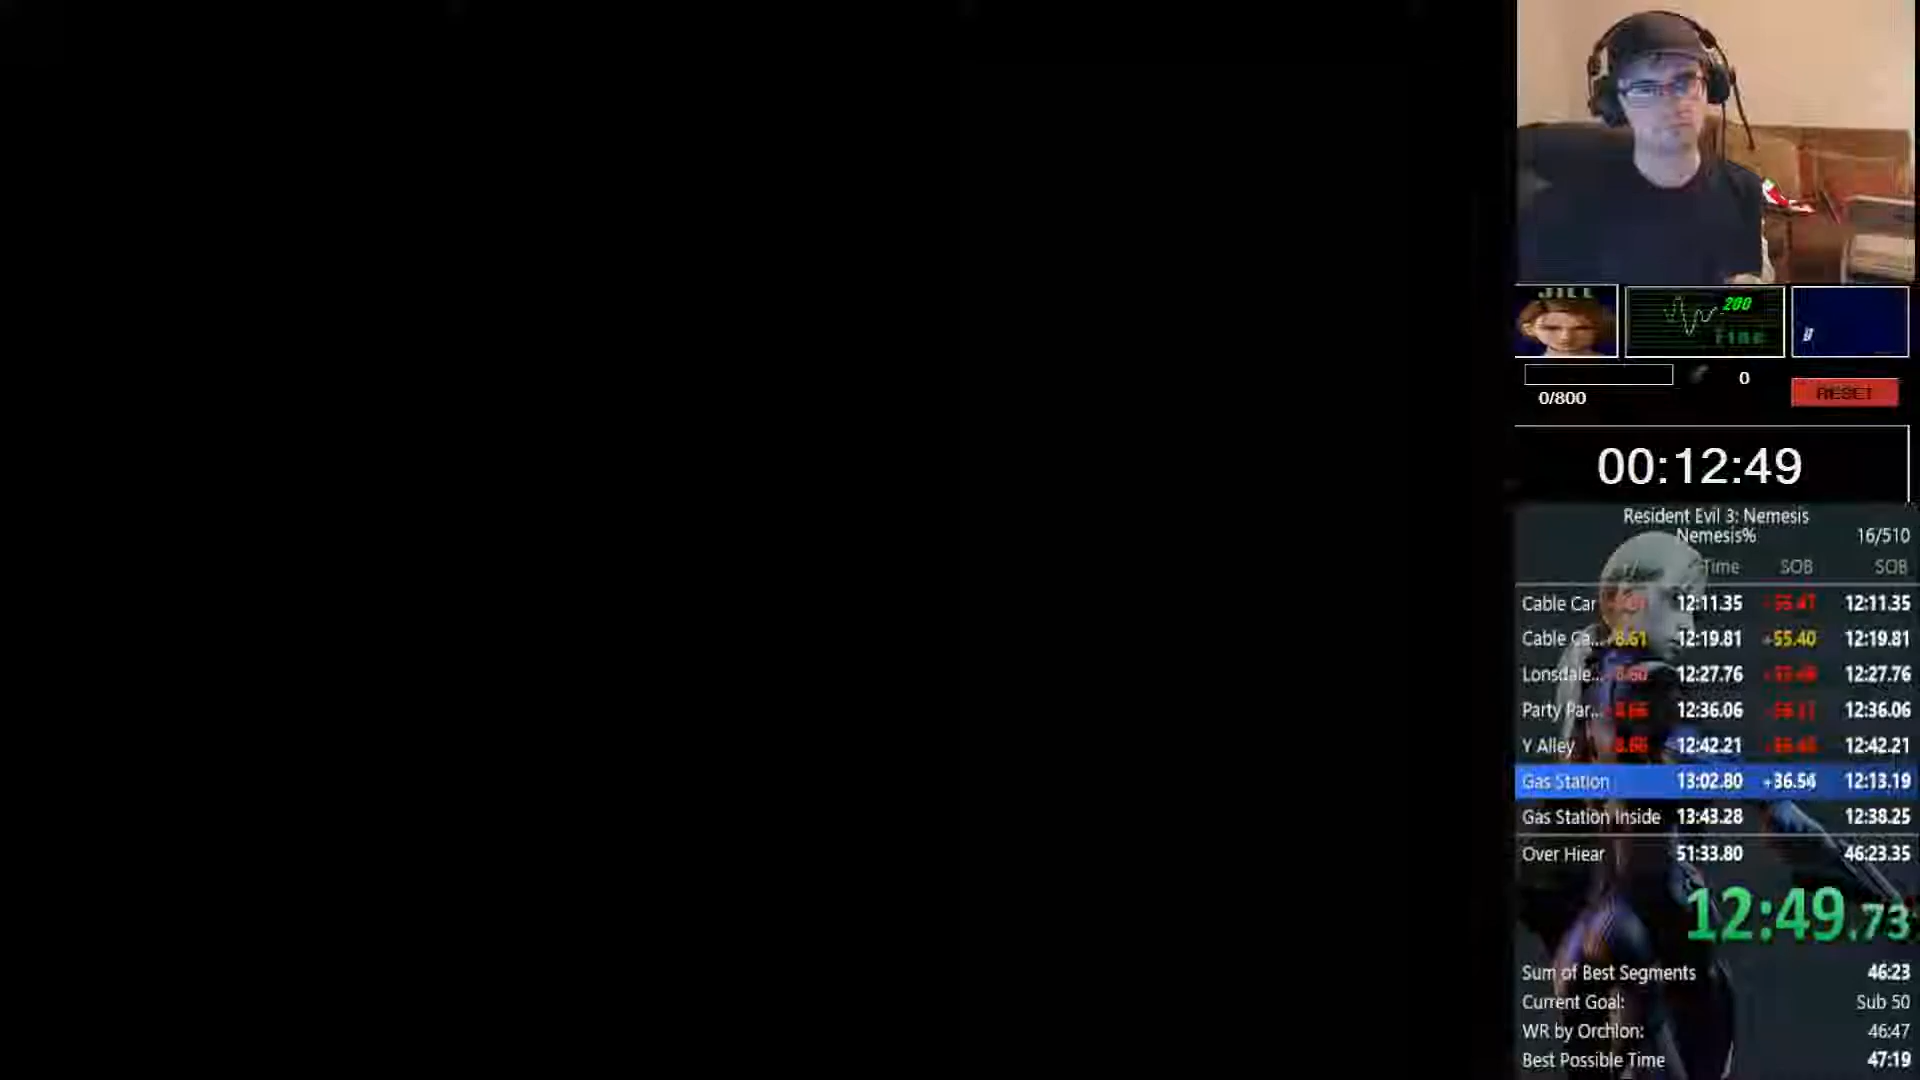 JILL
200
Fine
0
0/800
RESET
00:12:49
Resident Evil 3: Nemesis
Nemesis% 16/510
+/- Time SOB SOB
Cable Car 12:11.35 12:11.35
Cable Ca... +8.61 12:19.81 +55.40 12:19.81
Lonsdale... 12:27.76 12:27.76
Party Par... 12:36.06 12:36.06
Y Alley 12:42.21 12:42.21
Gas Station 13:02.80 +36.54 12:13.19
Gas Station Inside 13:43.28 12:38.25
Over Hiear 51:33.80 46:23.35
12:49.73
Sum of Best Segments 46:23
Current Goal: Sub 50
WR by Orchlon: 46:47
Best Possible Time 47:19